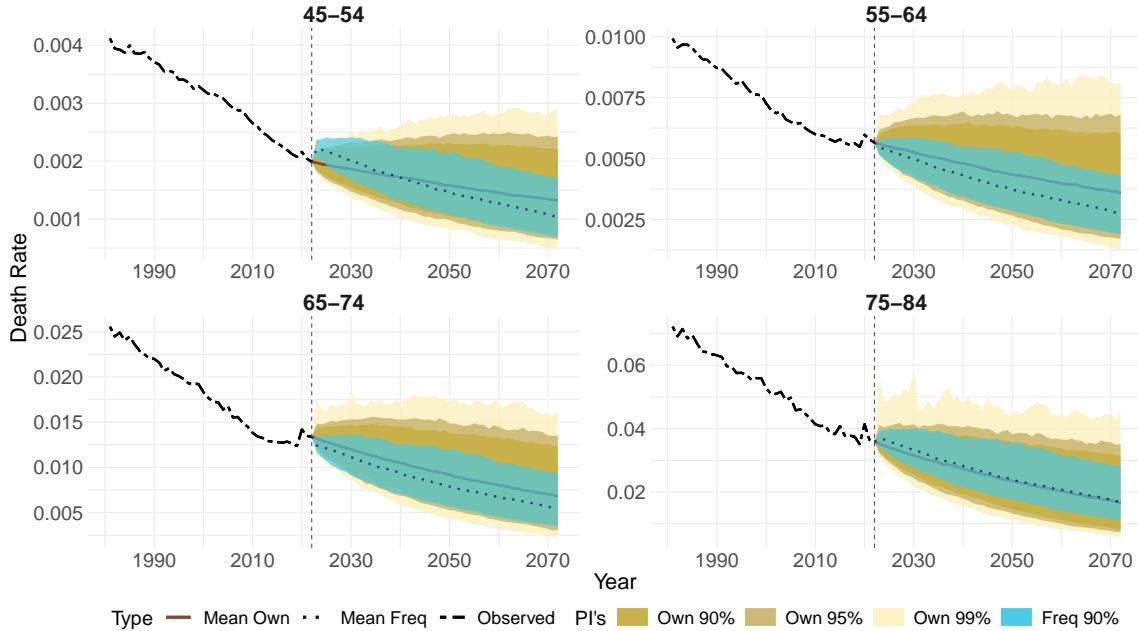 45−54
55−64
0.004
0.003
0.002
0.001
0.0100
0.0075
0.0050
0.0025
1990 2010 2030 2050 2070
1990 2010 2030 2050 2070
Death Rate
65−74
75−84
0.025
0.020
0.015
0.010
0.005
0.06
0.04
0.02
1990 2010 2030 2050 2070
1990 2010 2030 2050 2070
Year
Type Mean Own Mean Freq Observed PI's Own 90% Own 95% Own 99% Freq 90%